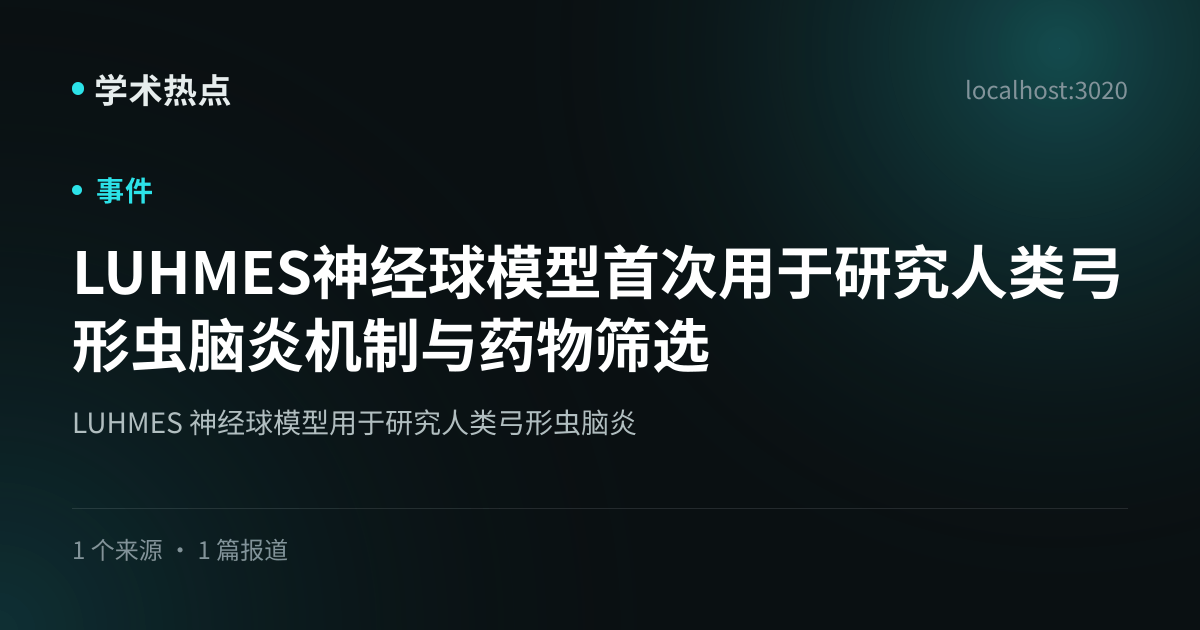 学术热点
localhost:3020
事件
LUHMES神经球模型首次用于研究人类弓
形虫脑炎机制与药物筛选
LUHMES 神经球模型用于研究人类弓形虫脑炎
1 个来源 · 1 篇报道